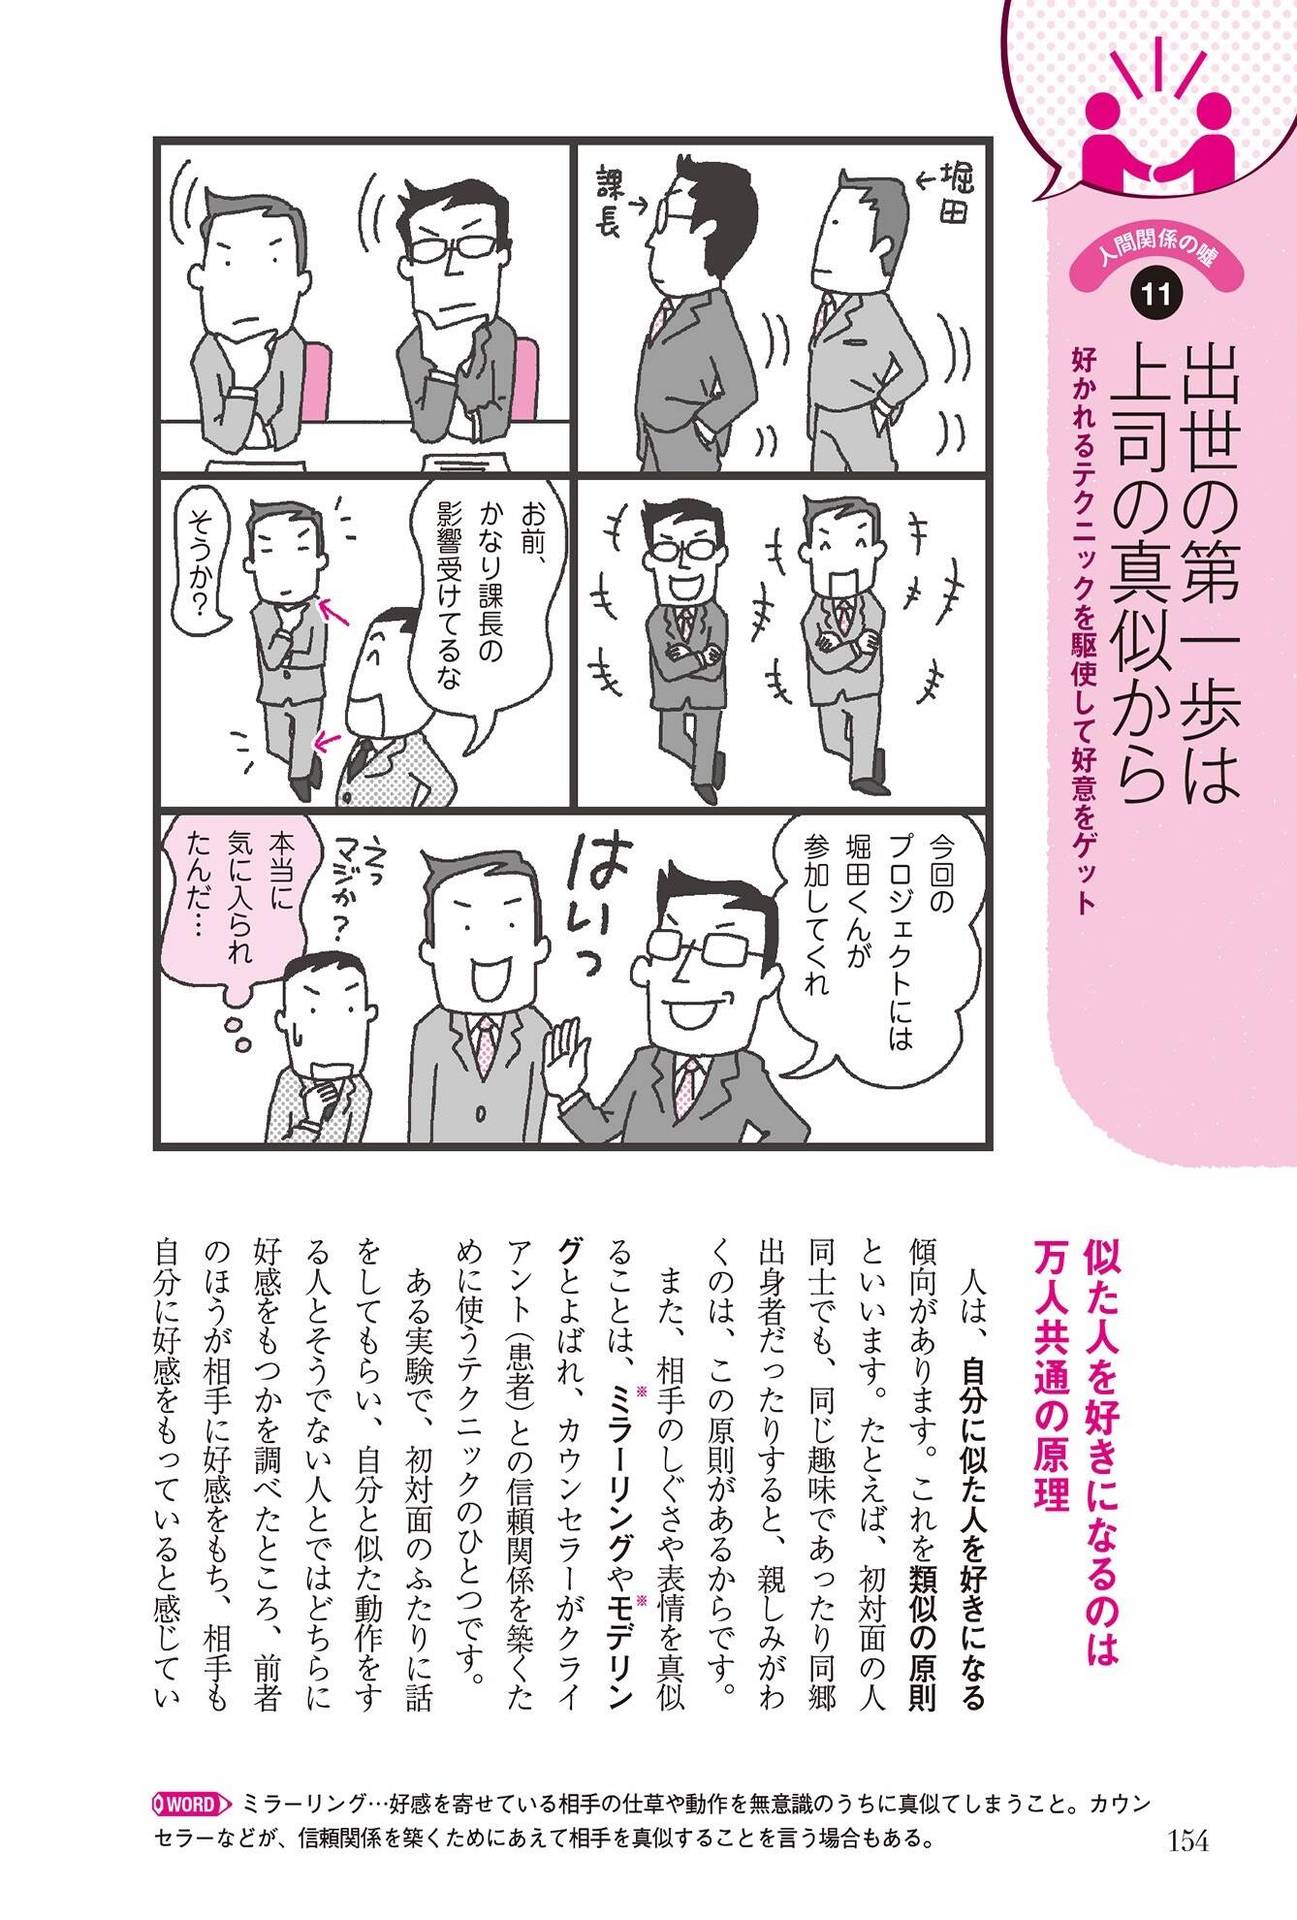 人間関係の嘘
11
出世の第一歩は
上司の真似から
好かれるテクニックを駆使して好意をゲット
堀田
課長
お前、
かなり課長の
影響受けてるな
そうか?
今回の
プロジェクトには
堀田くんが
参加してくれ
はいっ
えっ
マジか?
本当に
気に入られ
たんだ…
似た人を好きになるのは
万人共通の原理
人は、自分に似た人を好きになる
傾向があります。これを類似の原則
といいます。たとえば、初対面の人
同士でも、同じ趣味であったり同郷
出身者だったりすると、親しみがわ
くのは、この原則があるからです。
また、相手のしぐさや表情を真似
ることは、※ミラーリングや※モデリン
グとよばれ、カウンセラーがクライ
アント(患者)との信頼関係を築くた
めに使うテクニックのひとつです。
ある実験で、初対面のふたりに話
をしてもらい、自分と似た動作をす
る人とそうでない人とではどちらに
好感をもつかを調べたところ、前者
のほうが相手に好感をもち、相手も
自分に好感をもっていると感じてい
WORD ミラーリング…好感を寄せている相手の仕草や動作を無意識のうちに真似てしまうこと。カウン
セラーなどが、信頼関係を築くためにあえて相手を真似することを言う場合もある。
154